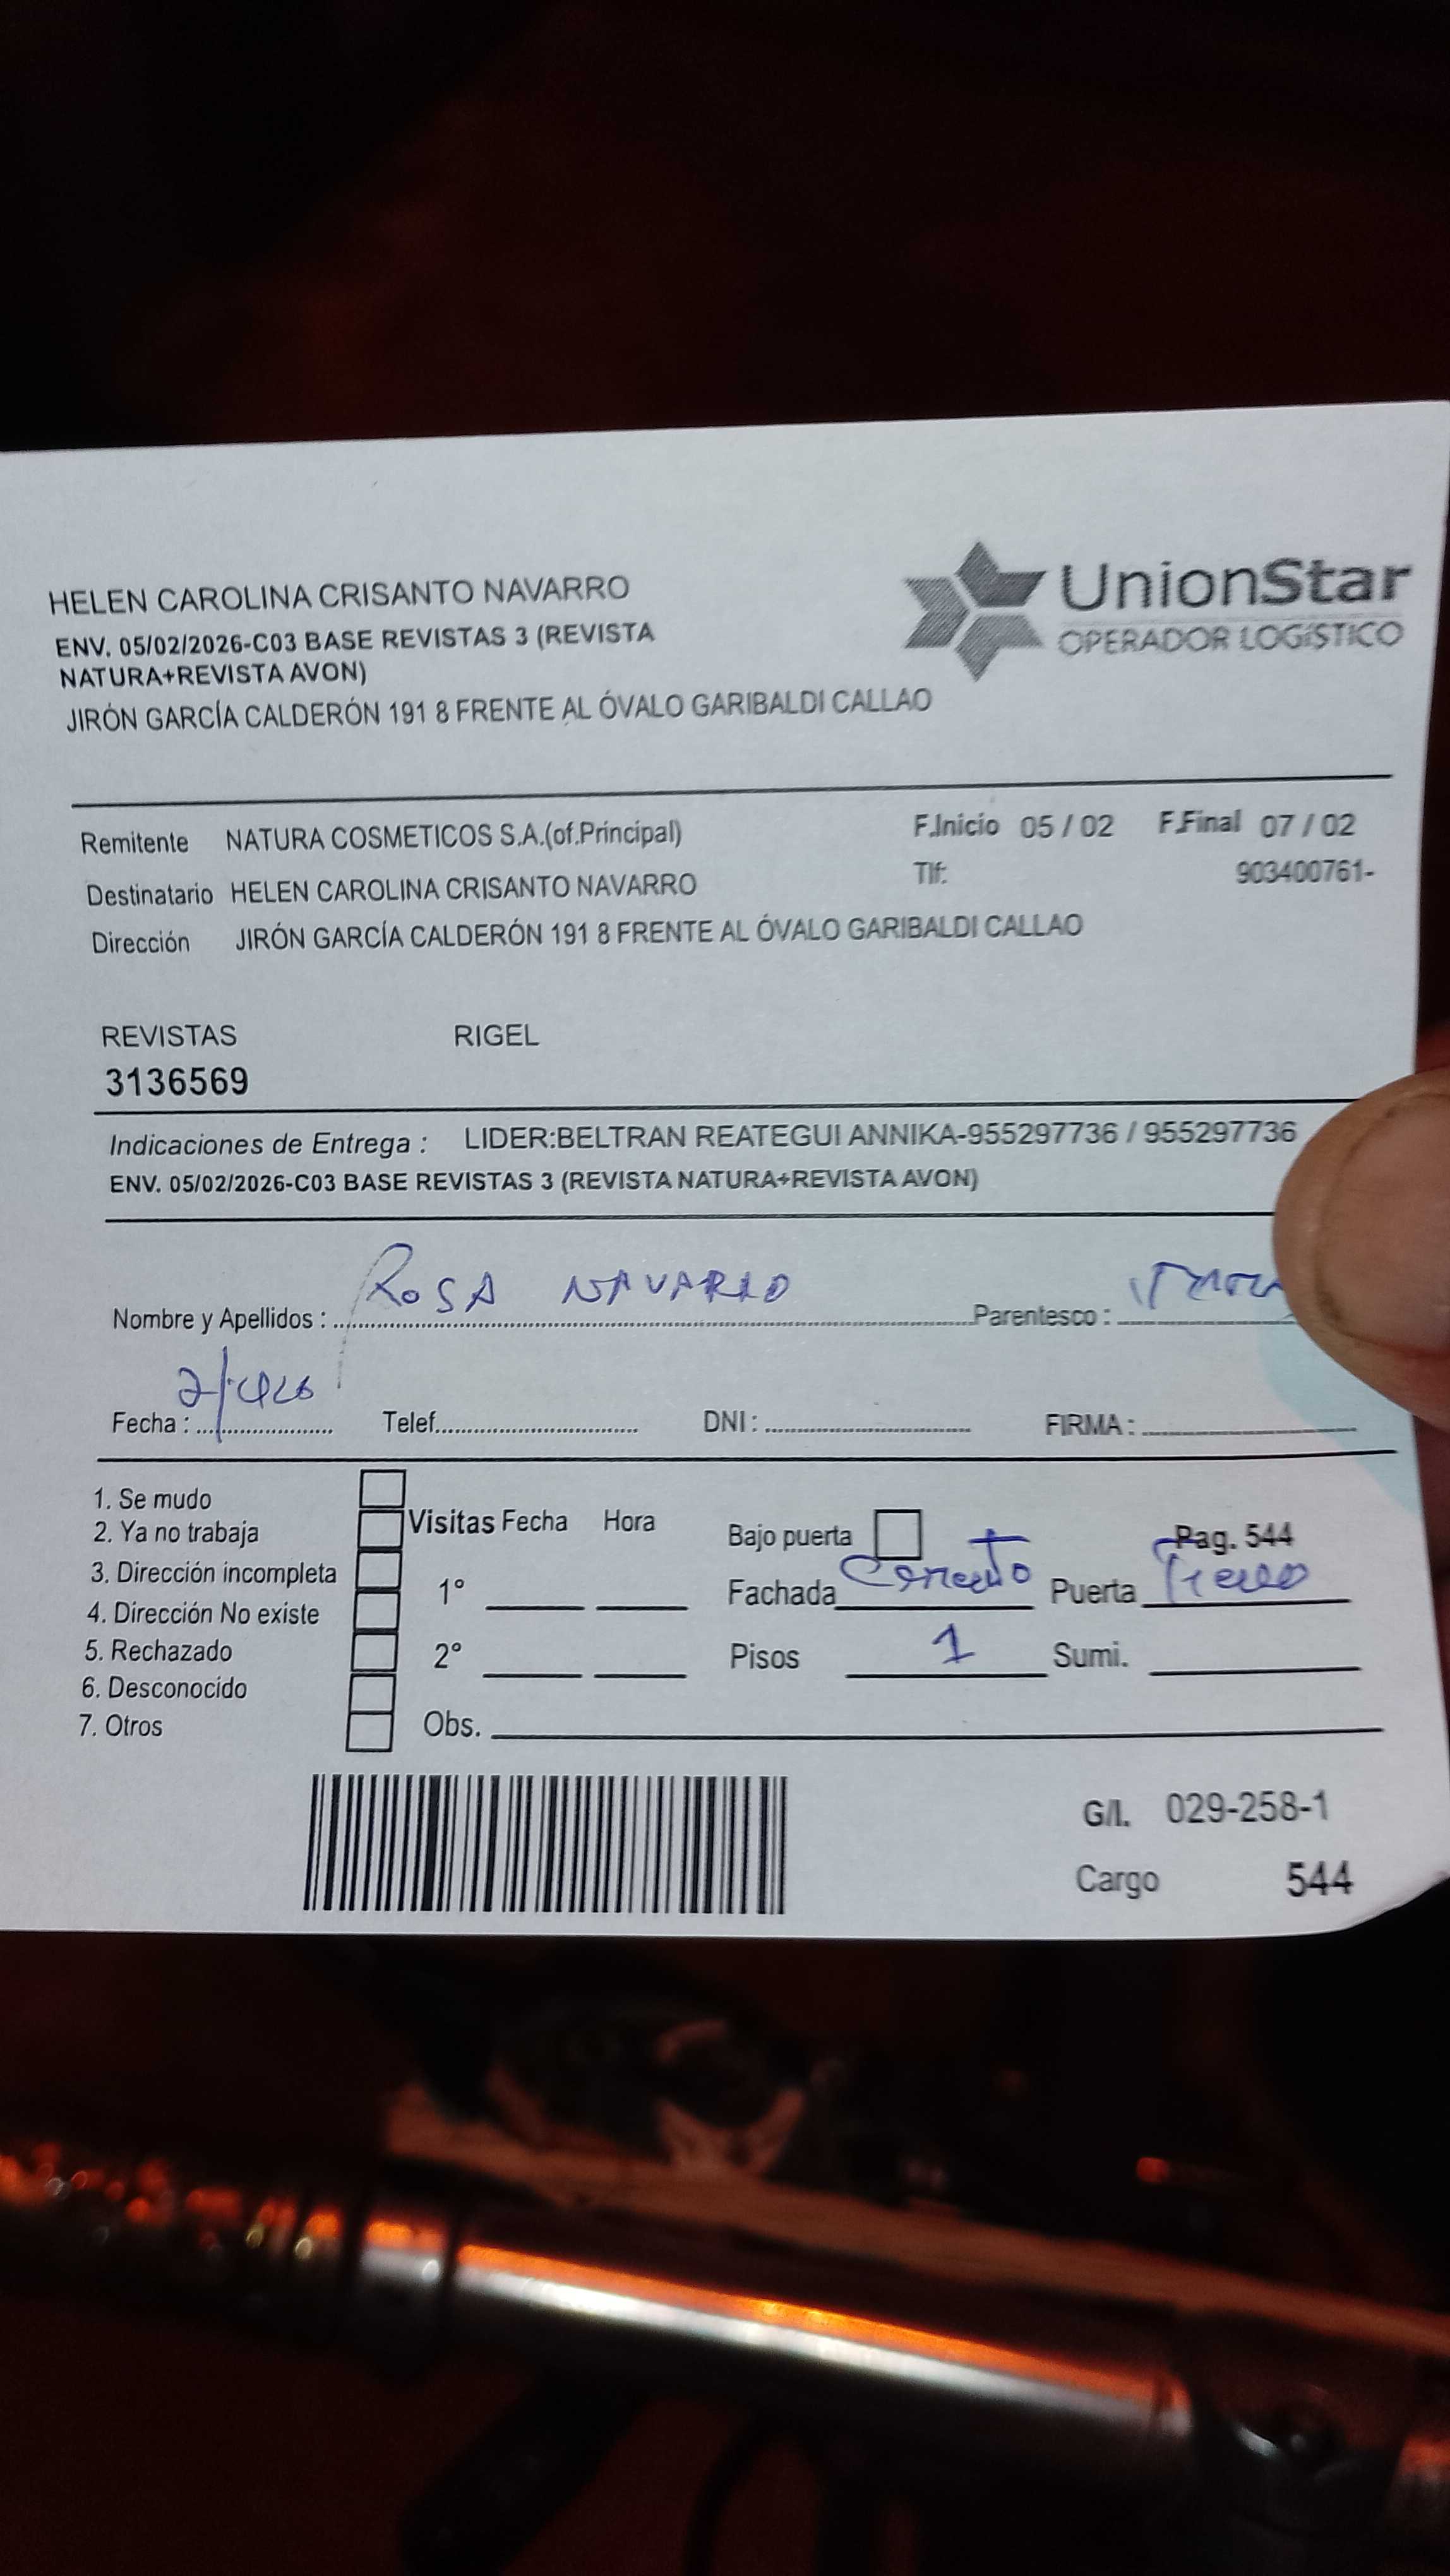 HELEN CAROLINA CRISANTO NAVARRO
ENV. 05/02/2026-C03 BASE REVISTAS 3 (REVISTA
NATURA+REVISTA AVON)
JIRÓN GARCÍA CALDERÓN 191 8 FRENTE AL ÓVALO GARIBALDI CALLAO
UnionStar
OPERADOR LOGÍSTICO
Remitente NATURA COSMETICOS S.A.(of.Principal) F.Inicio 05 / 02 F.Final 07 / 02
Destinatario HELEN CAROLINA CRISANTO NAVARRO Tlf: 903400761-
Dirección JIRÓN GARCÍA CALDERÓN 191 8 FRENTE AL ÓVALO GARIBALDI CALLAO
REVISTAS RIGEL
3136569
Indicaciones de Entrega : LIDER:BELTRAN REATEGUI ANNIKA-955297736 / 955297736
ENV. 05/02/2026-C03 BASE REVISTAS 3 (REVISTA NATURA+REVISTA AVON)
Nombre y Apellidos : ROSA NAVARRO Parentesco :
Fecha : Telef. DNI : FIRMA :
1. Se mudo
2. Ya no trabaja
3. Dirección incompleta
4. Dirección No existe
5. Rechazado
6. Desconocido
7. Otros
Visitas Fecha Hora
1°
2°
Obs.
Bajo puerta Pag. 544
Fachada Puerta
Pisos 1 Sumi.
G/I. 029-258-1
Cargo 544